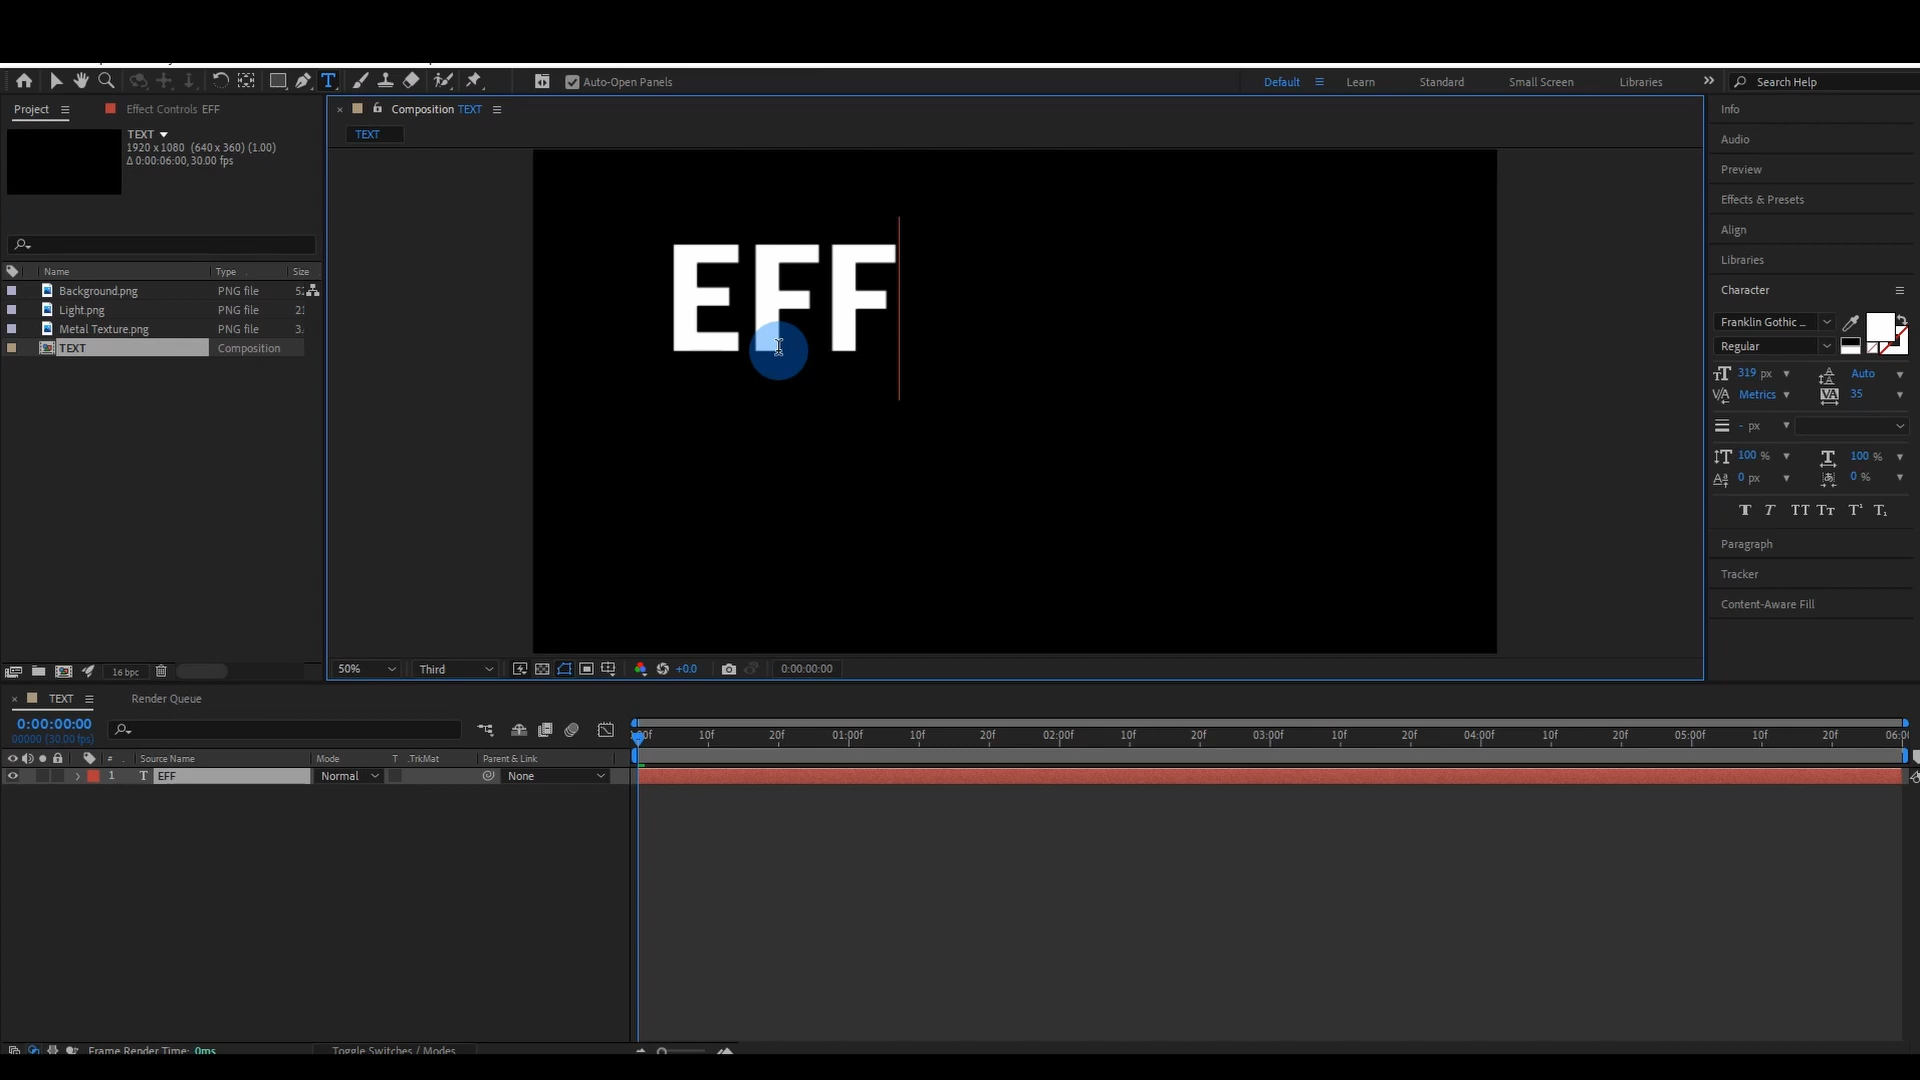 Auto-Open Panels
Default
Learn
Standard
Small Screen
Libraries
Search Help
Project
Effect Controls EFF
TEXT
1920 x 1080 (640 x 360) (1.00)
Δ 0:00:06:00, 30.00 fps
Name
Type
Size
Background.png
PNG file
Light.png
PNG file
Metal Texture.png
PNG file
TEXT
Composition
16 bpc
Composition TEXT
TEXT
EFF
50%
Third
+0.0
0:00:00:00
Info
Audio
Preview
Effects & Presets
Align
Libraries
Character
Franklin Gothic ...
Regular
319 px
Auto
Metrics
35
- px
100 %
100 %
0 px
0 %
Paragraph
Tracker
Content-Aware Fill
TEXT
Render Queue
0:00:00:00
00000 (30.00 fps)
# Source Name
Mode
T .TrkMat
Parent & Link
1 T EFF
Normal
None
10f 20f 01:00f 10f 20f 02:00f 10f 20f 03:00f 10f 20f 04:00f 10f 20f 05:00f 10f 20f
Frame Render Time: 0ms
Toggle Switches / Modes